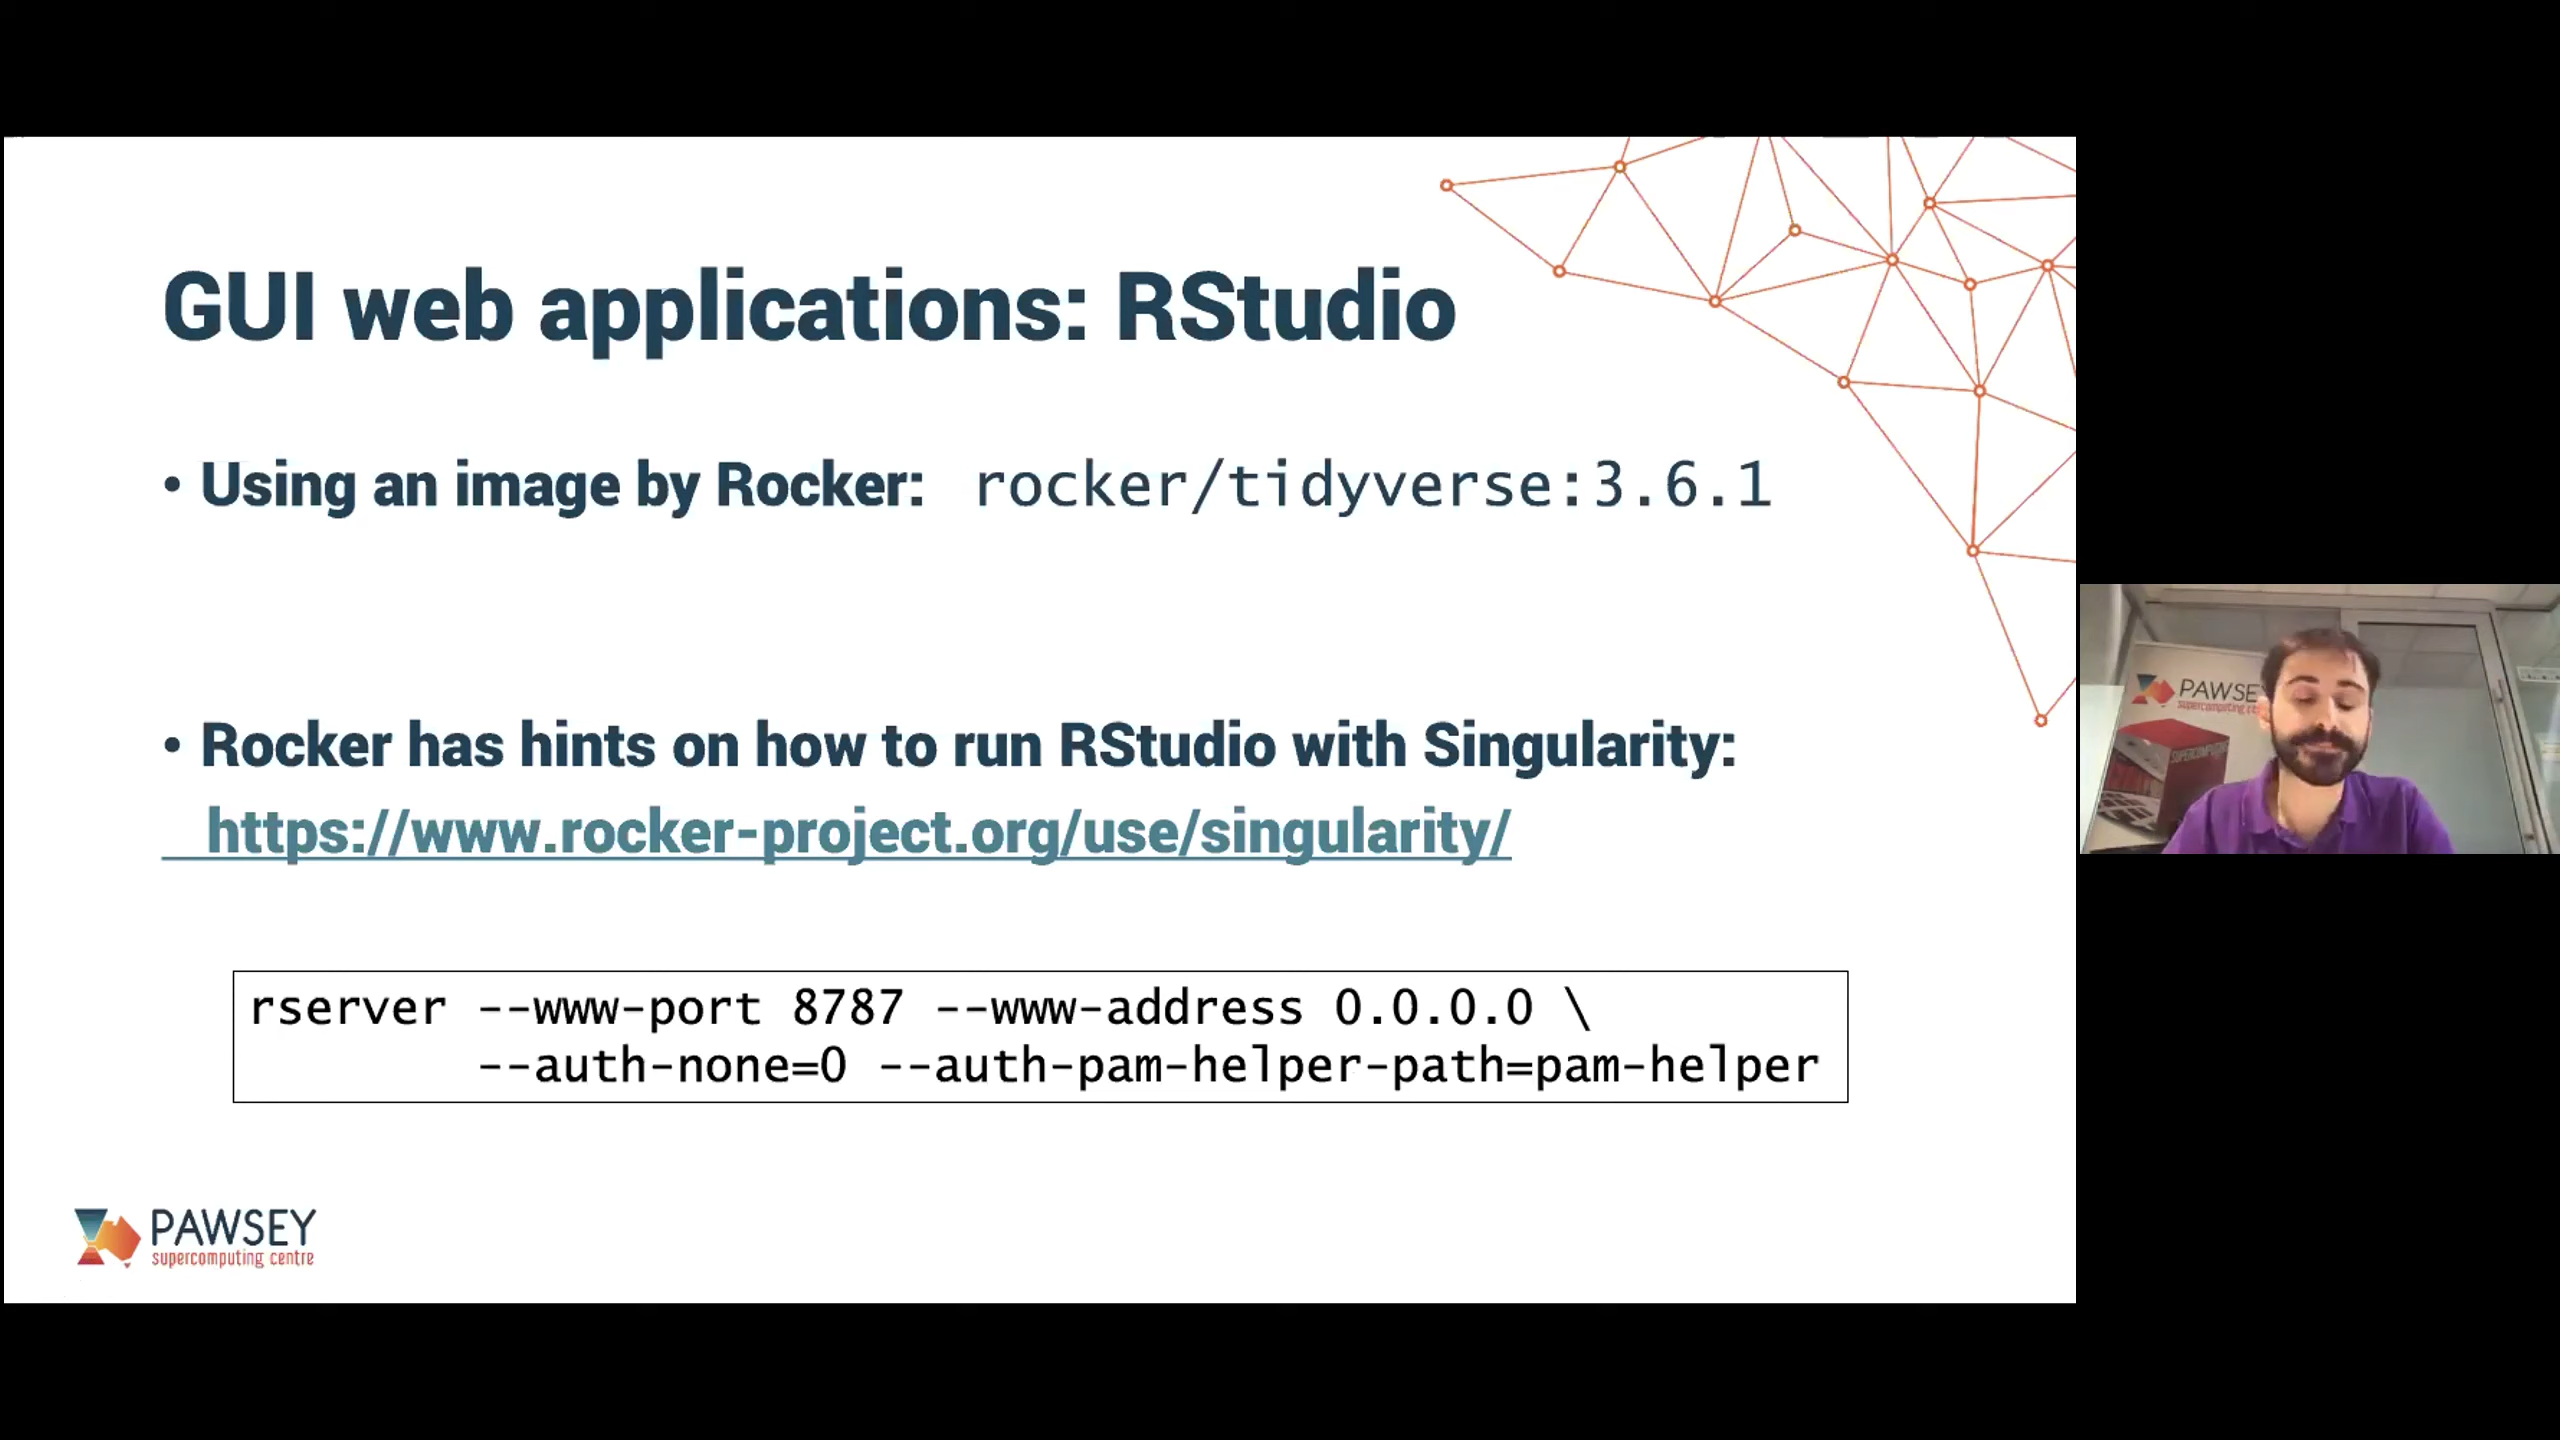 GUI web applications: RStudio
• Using an image by Rocker: rocker/tidyverse:3.6.1
• Rocker has hints on how to run RStudio with Singularity:
https://www.rocker-project.org/use/singularity/
rserver --www-port 8787 --www-address 0.0.0.0 \
--auth-none=0 --auth-pam-helper-path=pam-helper
PAWSEY
supercomputing centre
PAWSE
supercomputing